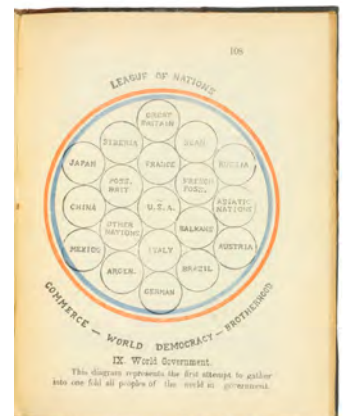 108
LEAGUE OF NATIONS
GREAT
BRITAIN
SIBERIA
JAPAN
FRANCE
RUSSIA
POSS.
BRIT
FRENCH
POSS.
CHINA
U.S.A.
ASIATIC
NATIONS
OTHER
NATIONS
BALKANS
MEXICO
ITALY
AUSTRIA
ARGEN.
BRAZIL
GERMAN
COMMERCE — WORLD DEMOCRACY — BROTHERHOOD
IX. World Government.
This diagram represents the first attempt to gather
into one fold all peoples of the world in government.